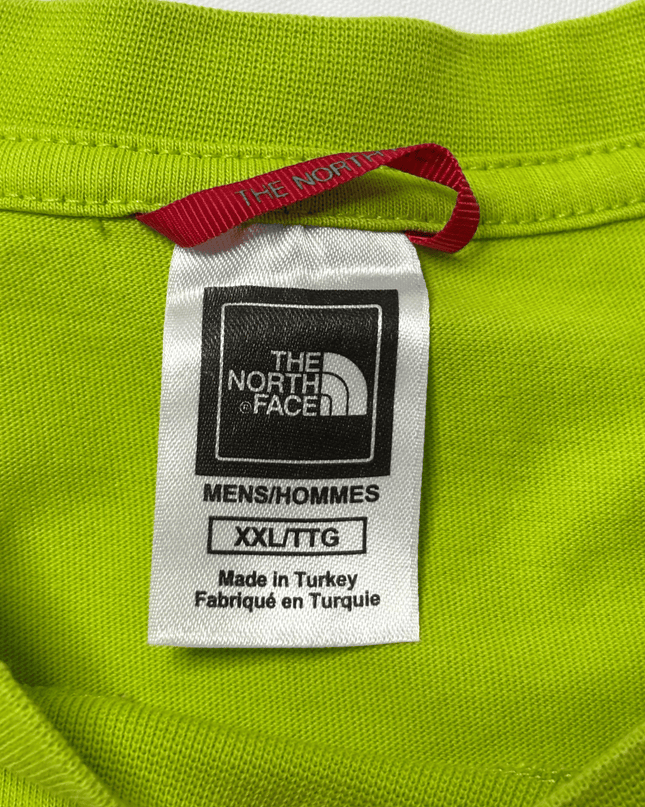 THE NORTH
THE
NORTH
® FACE
MENS/HOMMES
XXL/TTG
Made in Turkey
Fabriqué en Turquie